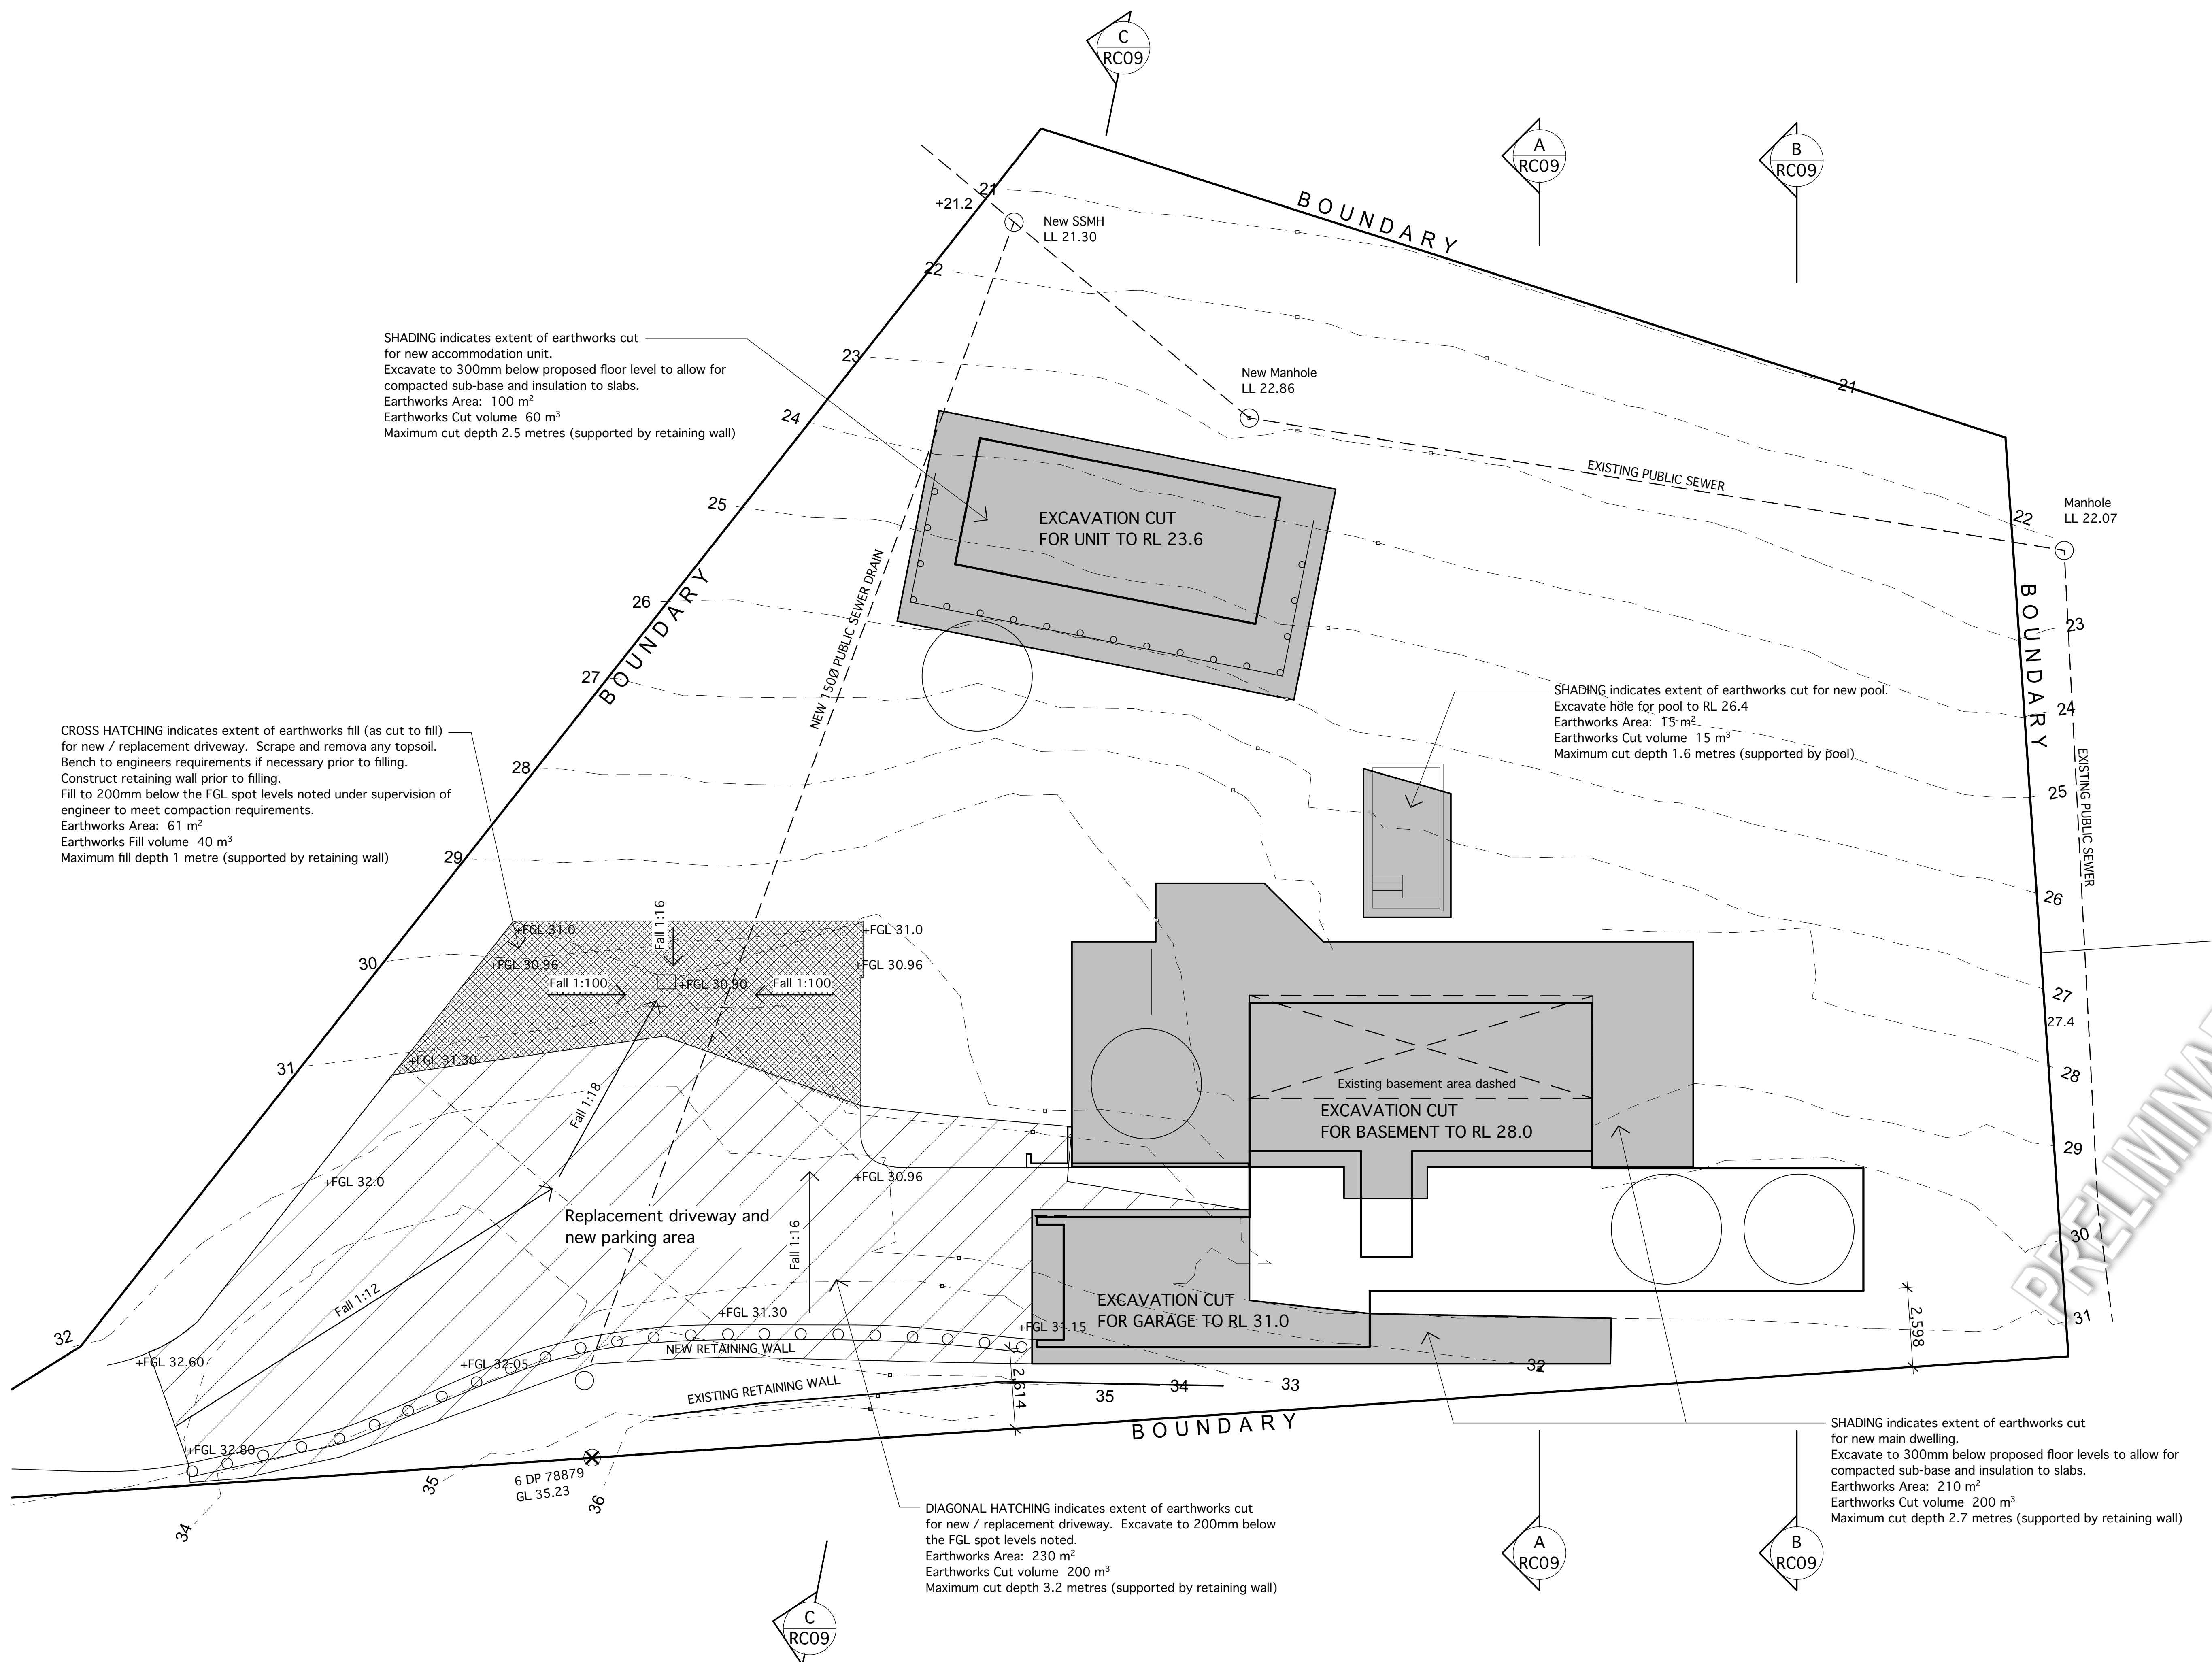 C
RC09
A
RC09
B
RC09
BOUNDARY
21
+21.2
New SSMH
LL 21.30
22
SHADING indicates extent of earthworks cut
for new accommodation unit.
Excavate to 300mm below proposed floor level to allow for
compacted sub-base and insulation to slabs.
Earthworks Area:  100 m²
Earthworks Cut volume  60 m³
Maximum cut depth 2.5 metres (supported by retaining wall)
23
New Manhole
LL 22.86
21
24
EXISTING PUBLIC SEWER
Manhole
LL 22.07
22
25
EXCAVATION CUT
FOR UNIT TO RL 23.6
BOUNDARY
26
NEW 150Ø PUBLIC SEWER DRAIN
BOUNDARY
23
27
24
SHADING indicates extent of earthworks cut for new pool.
Excavate hole for pool to RL 26.4
Earthworks Area:  15 m²
Earthworks Cut volume  15 m³
Maximum cut depth 1.6 metres (supported by pool)
CROSS HATCHING indicates extent of earthworks fill (as cut to fill)
for new / replacement driveway.  Scrape and remova any topsoil.
Bench to engineers requirements if necessary prior to filling.
Construct retaining wall prior to filling.
Fill to 200mm below the FGL spot levels noted under supervision of
engineer to meet compaction requirements.
Earthworks Area:  61 m²
Earthworks Fill volume  40 m³
Maximum fill depth 1 metre (supported by retaining wall)
28
25
EXISTING PUBLIC SEWER
29
26
+FGL 31.0
Fall 1:16
+FGL 31.0
30
+FGL 30.96
+FGL 30.96
Fall 1:100
+FGL 30.90
Fall 1:100
27
27.4
31
+FGL 31.30
28
Existing basement area dashed
EXCAVATION CUT
FOR BASEMENT TO RL 28.0
Fall 1:18
29
+FGL 32.0
+FGL 30.96
Replacement driveway and
new parking area
Fall 1:16
30
PRELIMINA
Fall 1:12
+FGL 31.30
EXCAVATION CUT
FOR GARAGE TO RL 31.0
+FGL 31.15
31
2,598
32
+FGL 32.60
+FGL 32.05
NEW RETAINING WALL
32
EXISTING RETAINING WALL
2,614
35
34
33
BOUNDARY
+FGL 32.80
35
6 DP 78879
GL 35.23
36
34
SHADING indicates extent of earthworks cut
for new main dwelling.
Excavate to 300mm below proposed floor levels to allow for
compacted sub-base and insulation to slabs.
Earthworks Area:  210 m²
Earthworks Cut volume  200 m³
Maximum cut depth 2.7 metres (supported by retaining wall)
DIAGONAL HATCHING indicates extent of earthworks cut
for new / replacement driveway.  Excavate to 200mm below
the FGL spot levels noted.
Earthworks Area:  230 m²
Earthworks Cut volume  200 m³
Maximum cut depth 3.2 metres (supported by retaining wall)
A
RC09
B
RC09
C
RC09